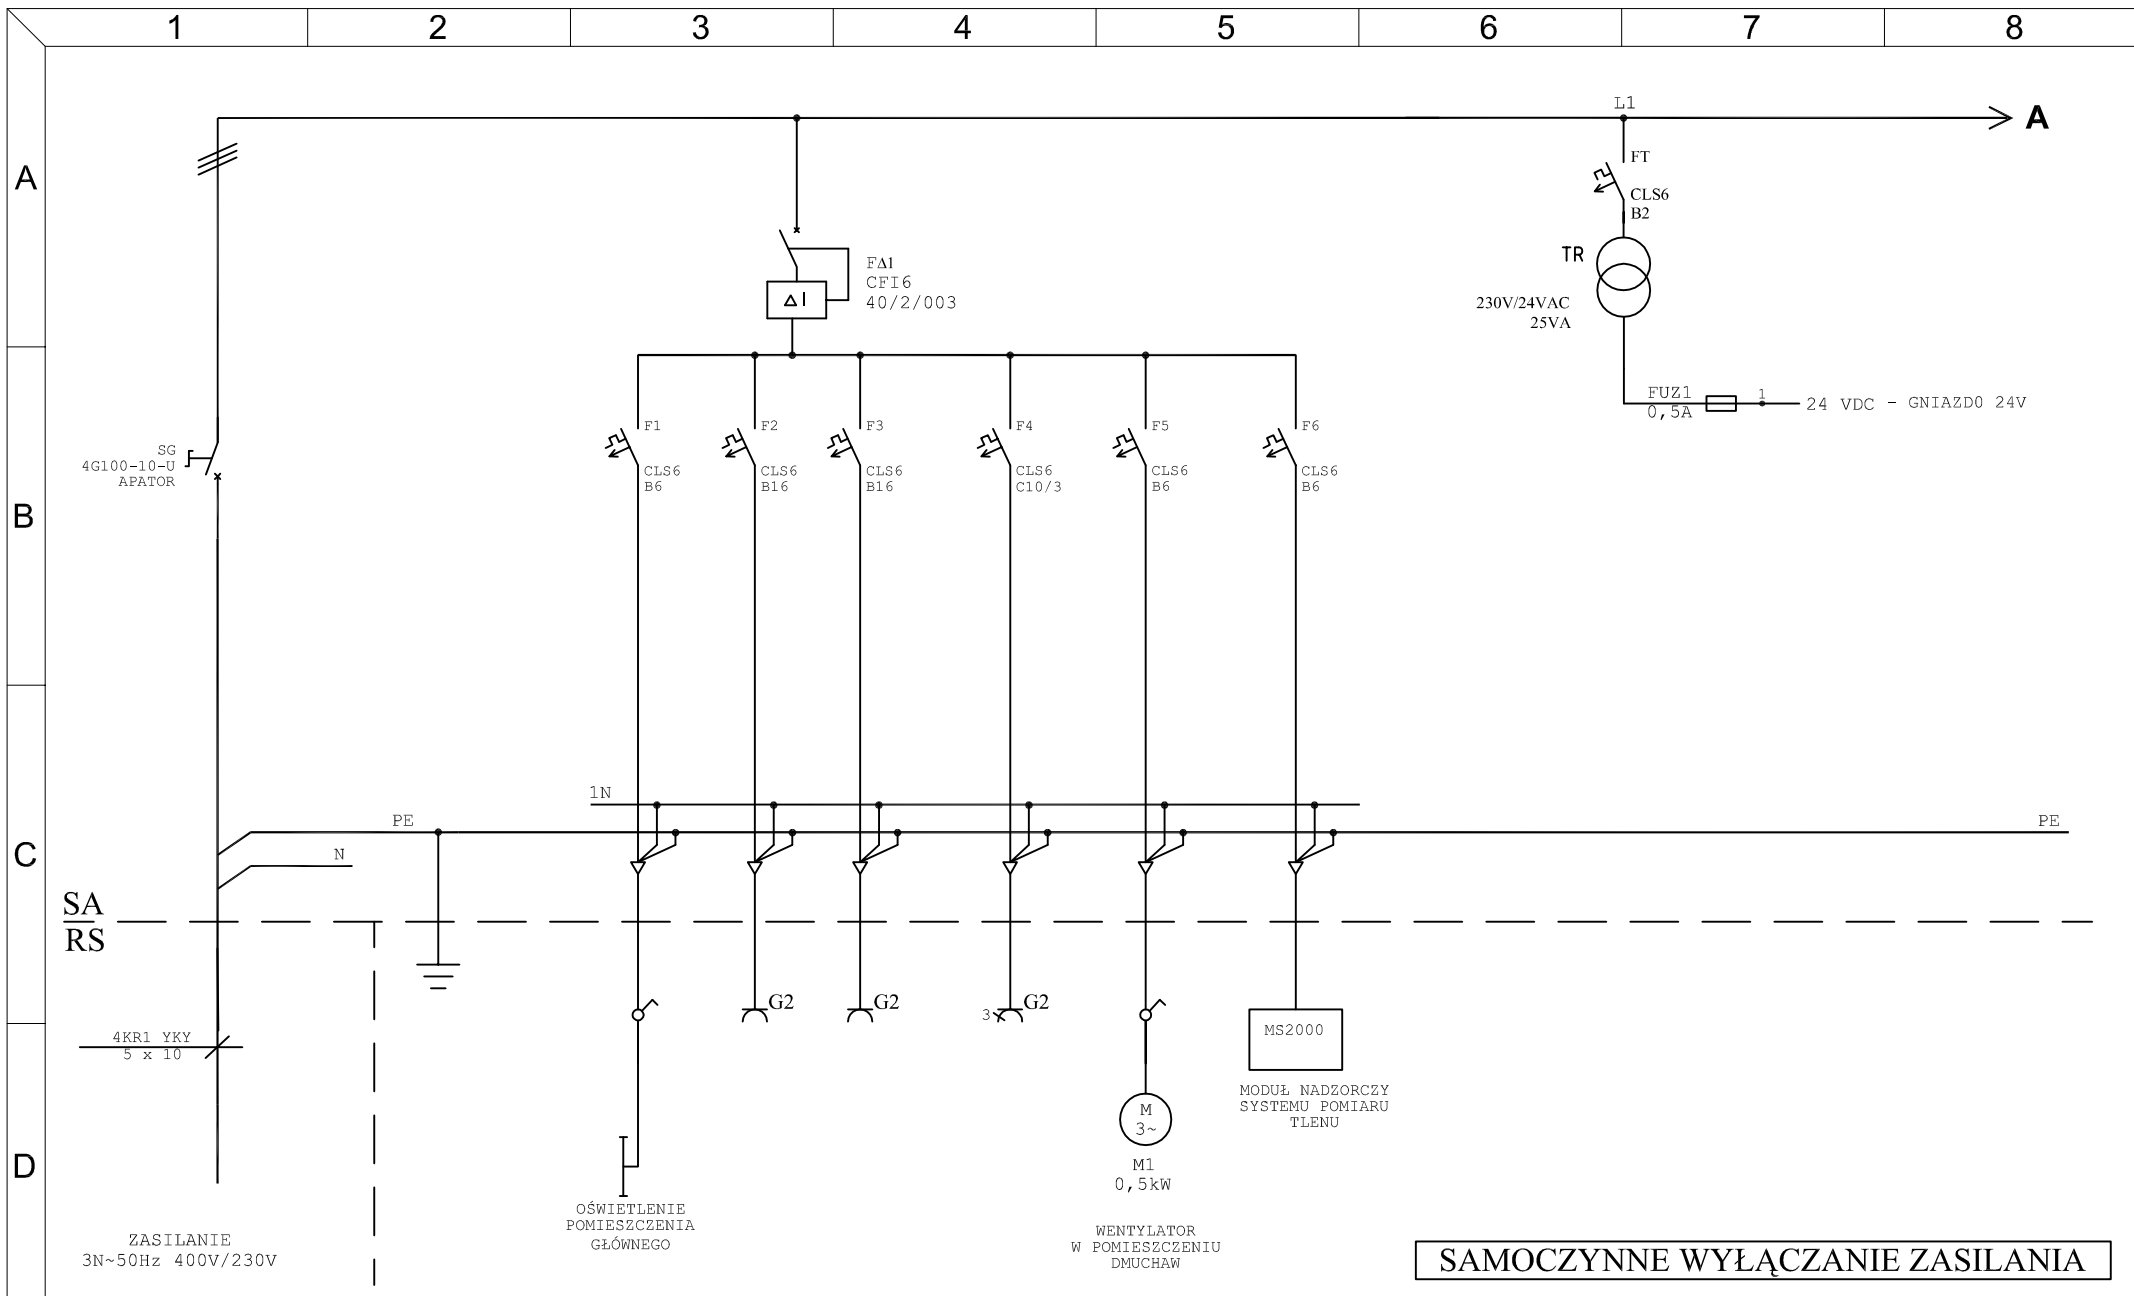 1 2 3 4 5 6 7 8
A
B
C
D
L1
A
FT
CLS6
B2
TR
230V/24VAC
25VA
FΔ1
CFI6
40/2/003
Δ I
FUZ1
0,5A
1
24 VDC - GNIAZD0 24V
SG
4G100-10-U
APATOR
F1
CLS6
B6
F2
CLS6
B16
F3
CLS6
B16
F4
CLS6
C10/3
F5
CLS6
B6
F6
CLS6
B6
1N
PE
PE
N
SA
RS
G2
G2
3
G2
4KR1 YKY
5 x 10
MS2000
MODUŁ NADZORCZY
SYSTEMU POMIARU
TLENU
M
3~
M1
0,5kW
OŚWIETLENIE
POMIESZCZENIA
GŁÓWNEGO
WENTYLATOR
W POMIESZCZENIU
DMUCHAW
ZASILANIE
3N~50Hz 400V/230V
SAMOCZYNNE WYŁĄCZANIE ZASILANIA